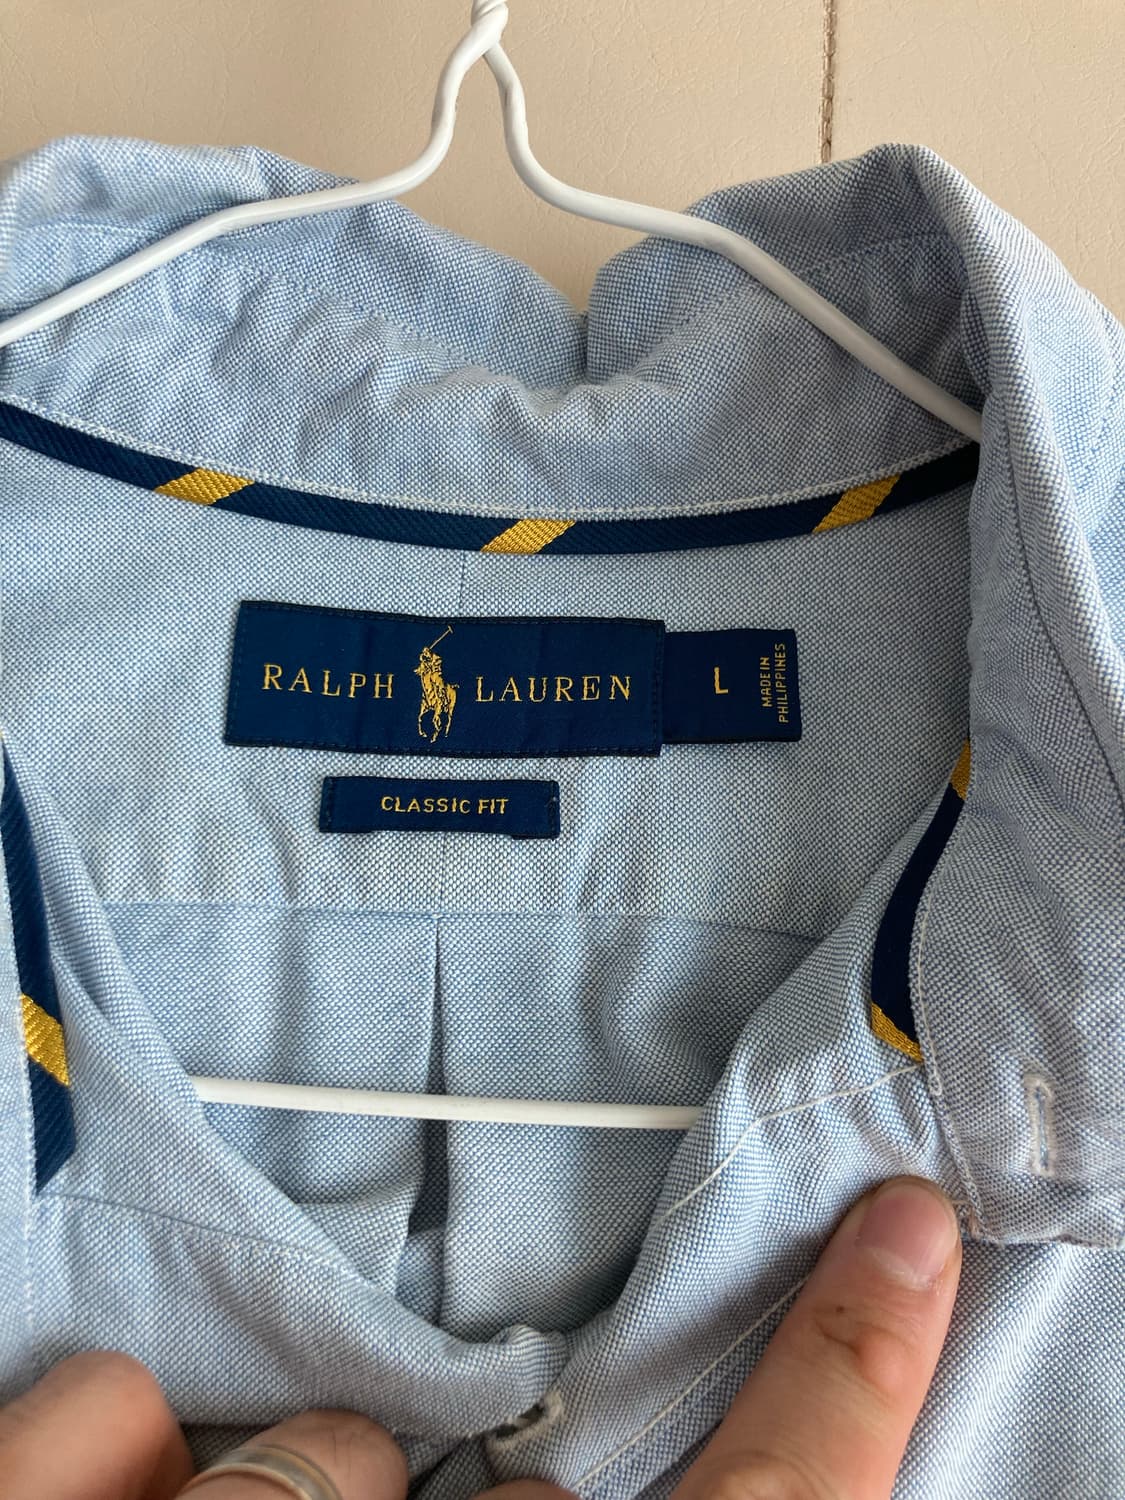 RALPH LAUREN
L
MADE IN
PHILIPPINES
CLASSIC FIT